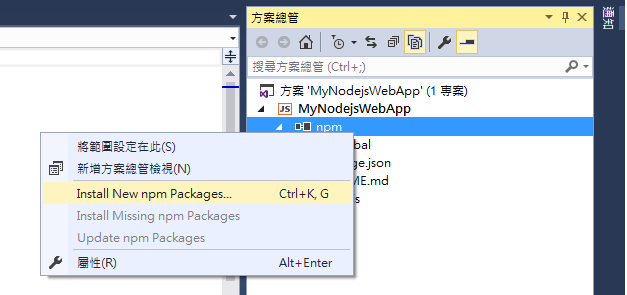 方案總管
通知
搜尋方案總管 (Ctrl+;)
方案 'MyNodejsWebApp' (1 專案)
JS MyNodejsWebApp
npm
將範圍設定在此(S)
新增方案總管檢視(N)
Install New npm Packages... Ctrl+K, G
Install Missing npm Packages
Update npm Packages
屬性(R) Alt+Enter
bal
ge.json
ME.md
s